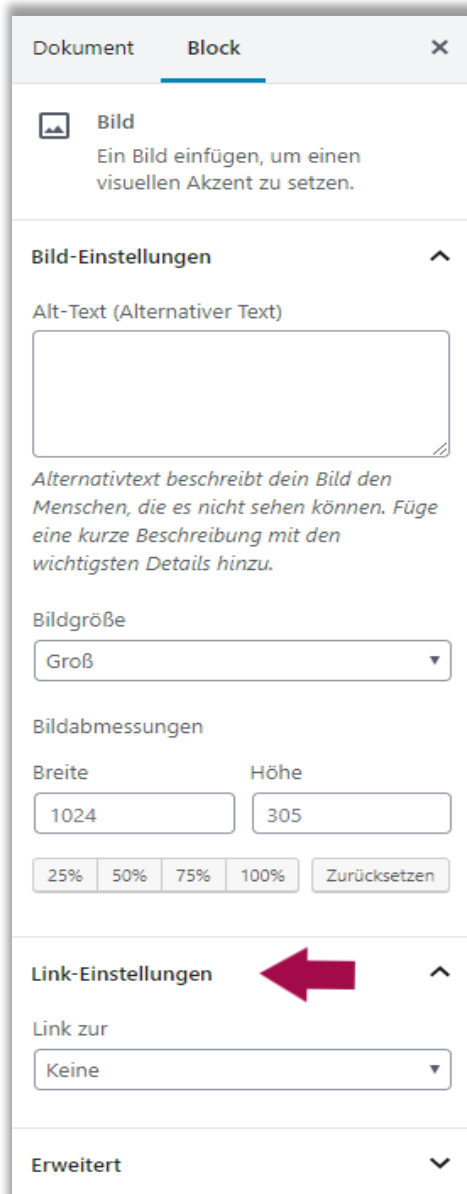 Dokument Block
Bild
Ein Bild einfügen, um einen
visuellen Akzent zu setzen.
Bild-Einstellungen
Alt-Text (Alternativer Text)
Alternativtext beschreibt dein Bild den
Menschen, die es nicht sehen können. Füge
eine kurze Beschreibung mit den
wichtigsten Details hinzu.
Bildgröße
Groß
Bildabmessungen
Breite Höhe
1024 305
25% 50% 75% 100% Zurücksetzen
Link-Einstellungen
Link zur
Keine
Erweitert